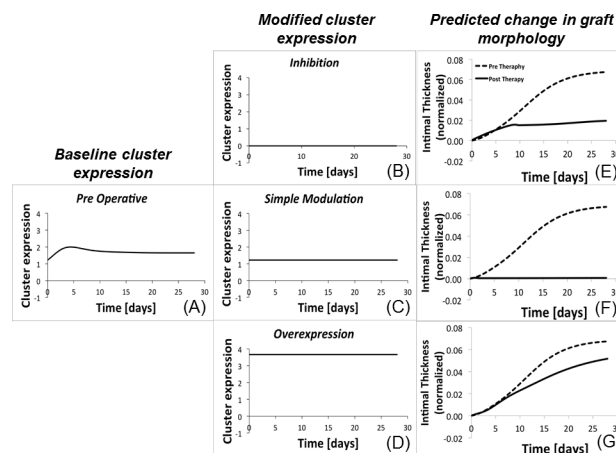 Modified cluster
expression
Predicted change in graft
morphology
Baseline cluster
expression
Pre Operative
Cluster expression
4
3
2
1
0
-1
0 5 10 15 20 25 30
Time [days]
(A)
Inhibition
Cluster expression
4
3
2
1
0
-1
0 10 20 30
Time [days]
(B)
Simple Modulation
Cluster expression
4
3
2
1
0
-1
0 5 10 15 20 25 30
Time [days]
(C)
Overexpression
Cluster expression
4
3
2
1
0
-1
0 5 10 15 20 25 30
Time [days]
(D)
Intimal Thickness
(normalized)
0.08
0.06
0.04
0.02
0.00
-0.02
Pre Theraphy
Post Therapy
0 5 10 15 20 25 30
Time [days]
(E)
Intimal Thickness
(normalized)
0.08
0.06
0.04
0.02
0.00
-0.02
0 5 10 15 20 25 30
Time [days]
(F)
Intimal Thickness
(normalized)
0.08
0.06
0.04
0.02
0.00
-0.02
0 5 10 15 20 25 30
Time [days]
(G)